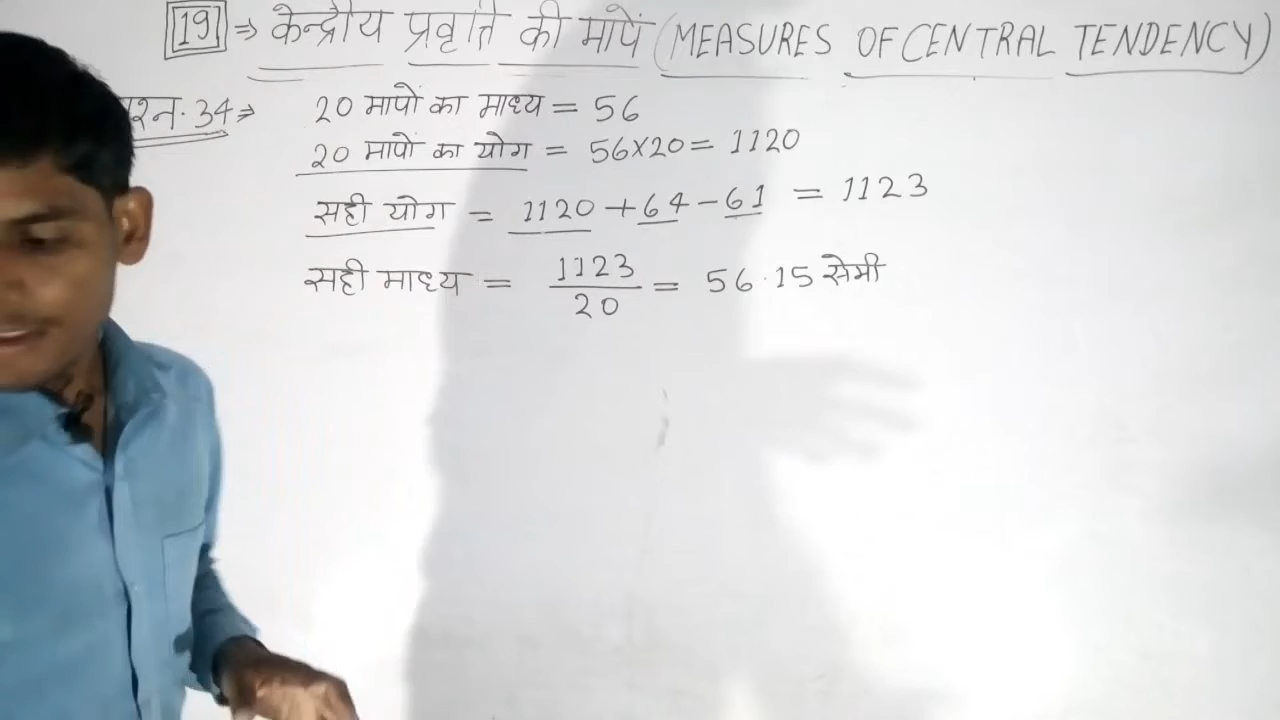 19 ⇒ केन्द्रीय प्रवृत्ति की मापें (MEASURES OF CENTRAL TENDENCY)
प्रश्न.34 ⇒ 20 मापों का माध्य = 56
20 मापों का योग = 56×20 = 1120
सही योग = 1120 + 64 - 61 = 1123
सही माध्य = 1123/20 = 56.15 सेमी